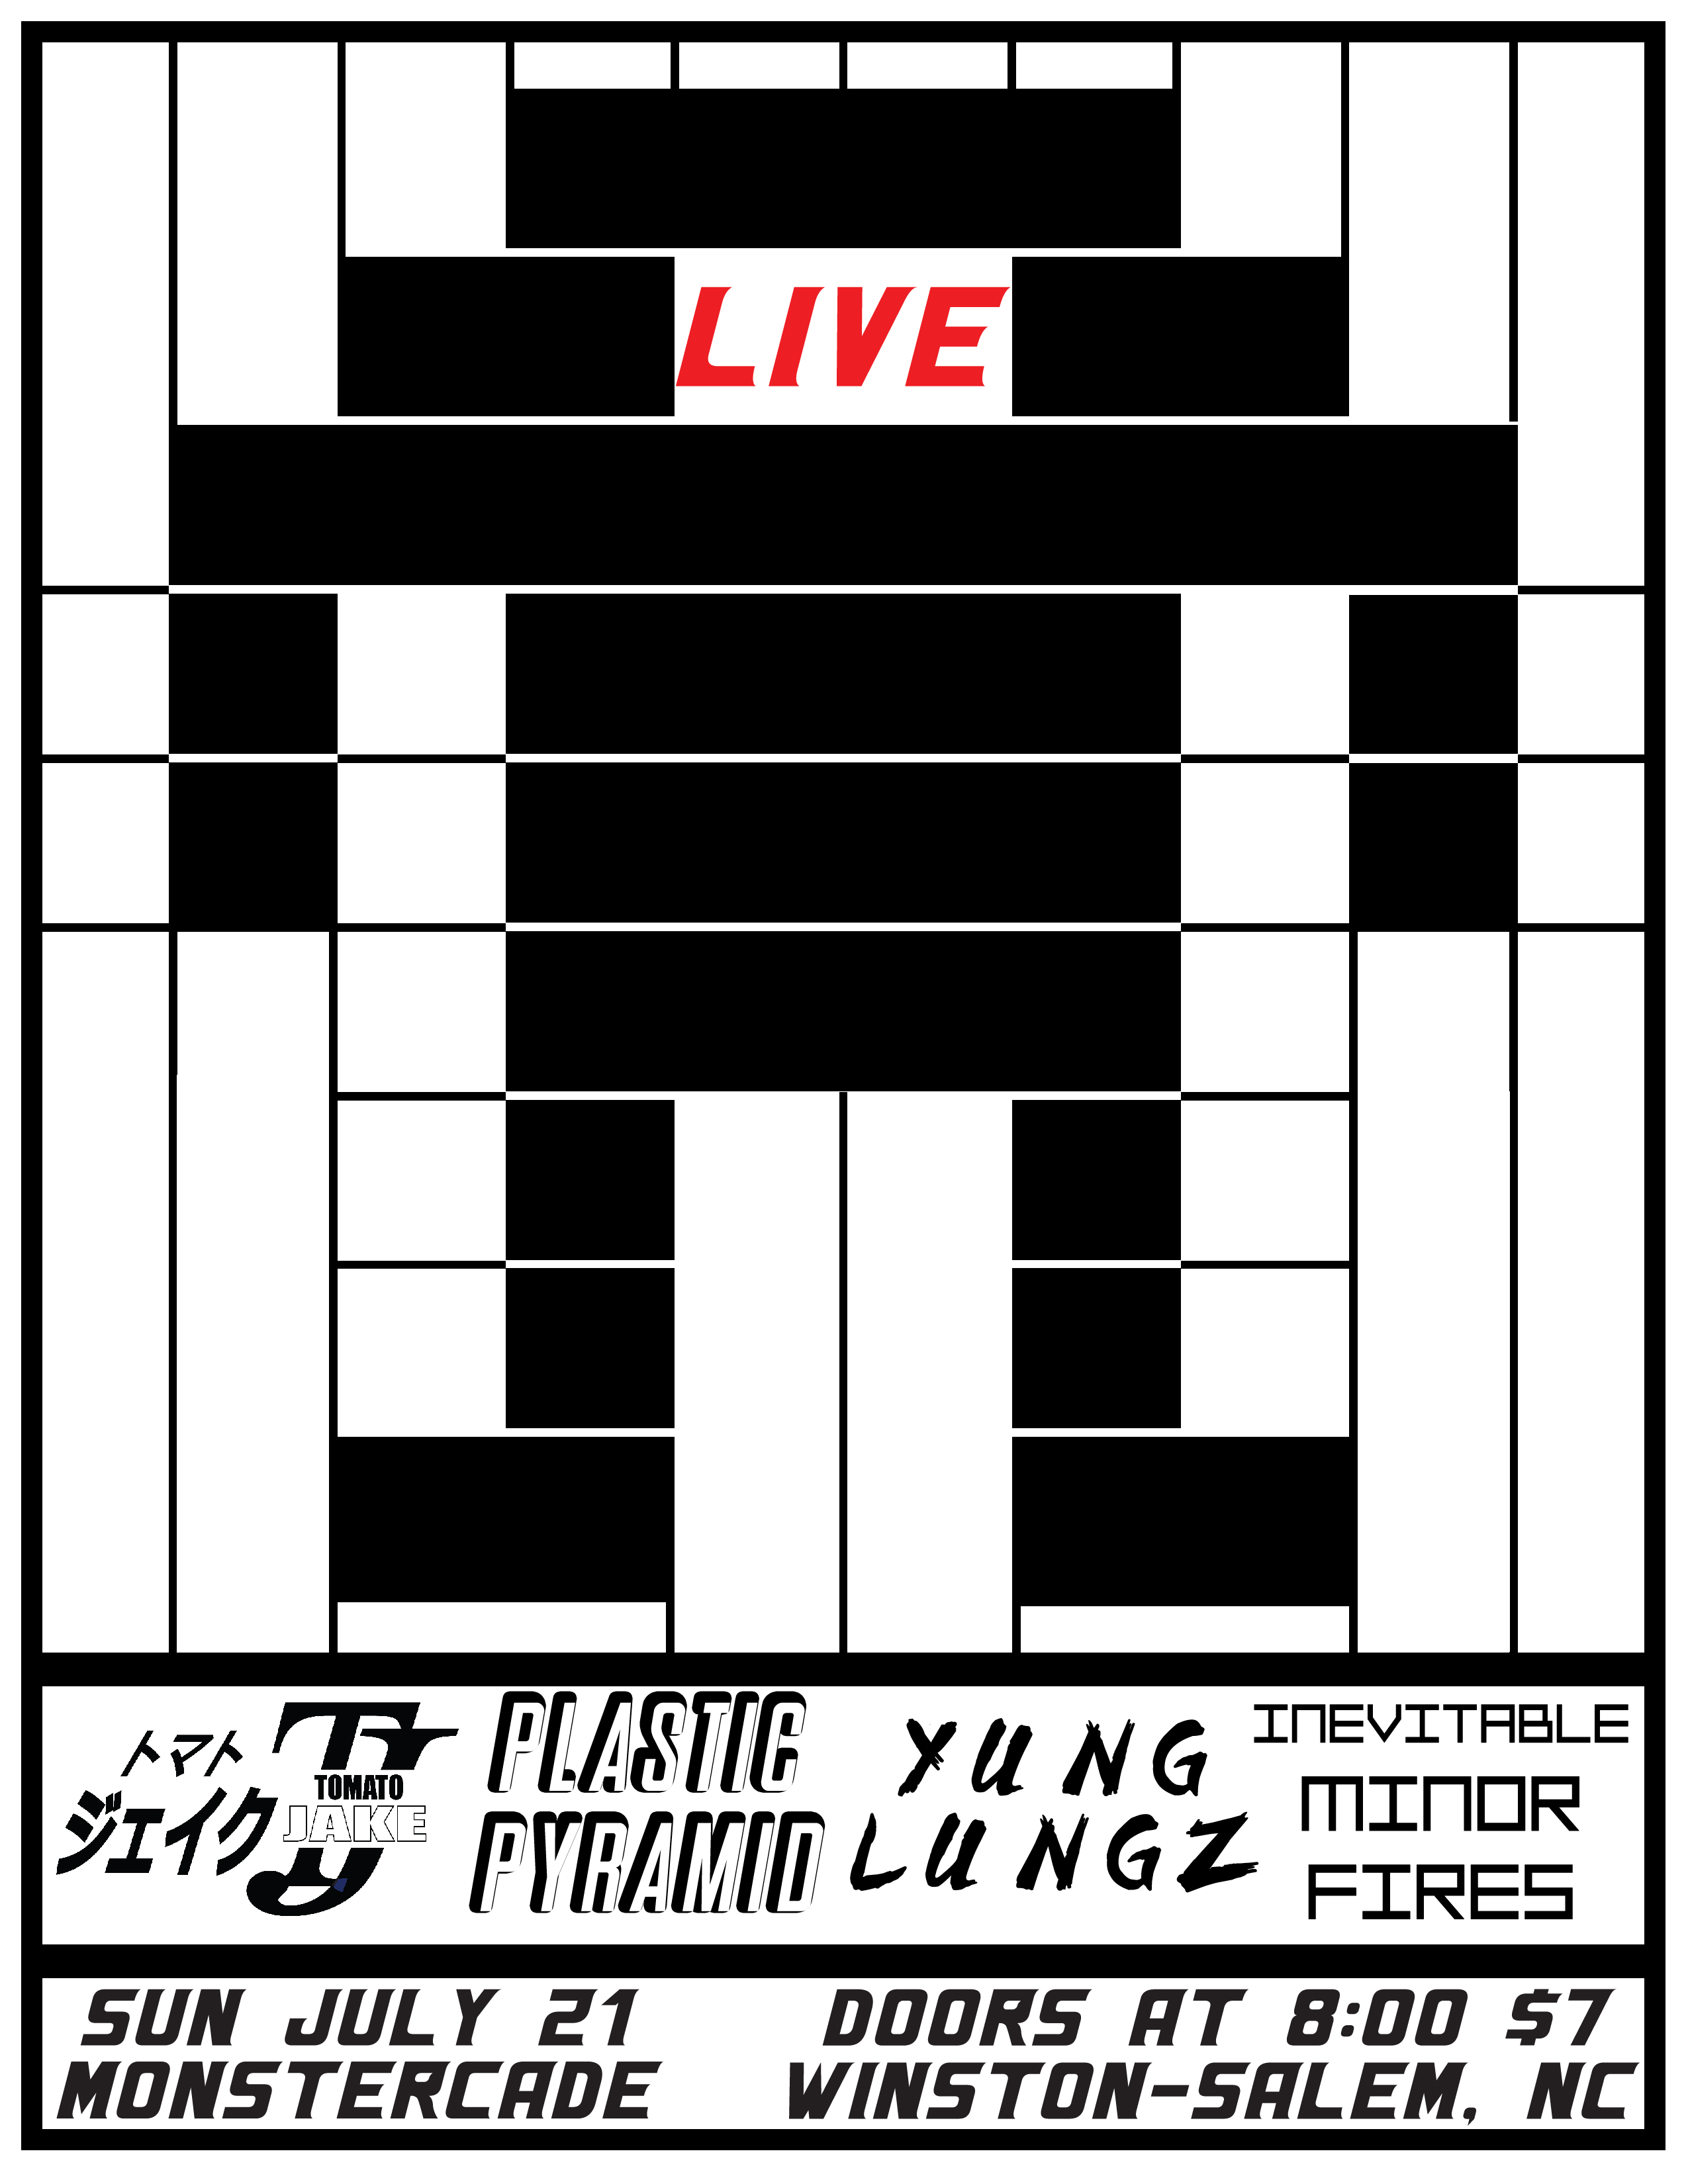 LIVE
トマト
ジェイク
TJ
TOMATO
JAKE
PLASTIC
PYRAMID
YUNG
LUNGZ
INEVITABLE
MINOR
FIRES
SUN JULY 21
MONSTERCADE
DOORS AT 8:00 $7
WINSTON-SALEM, NC